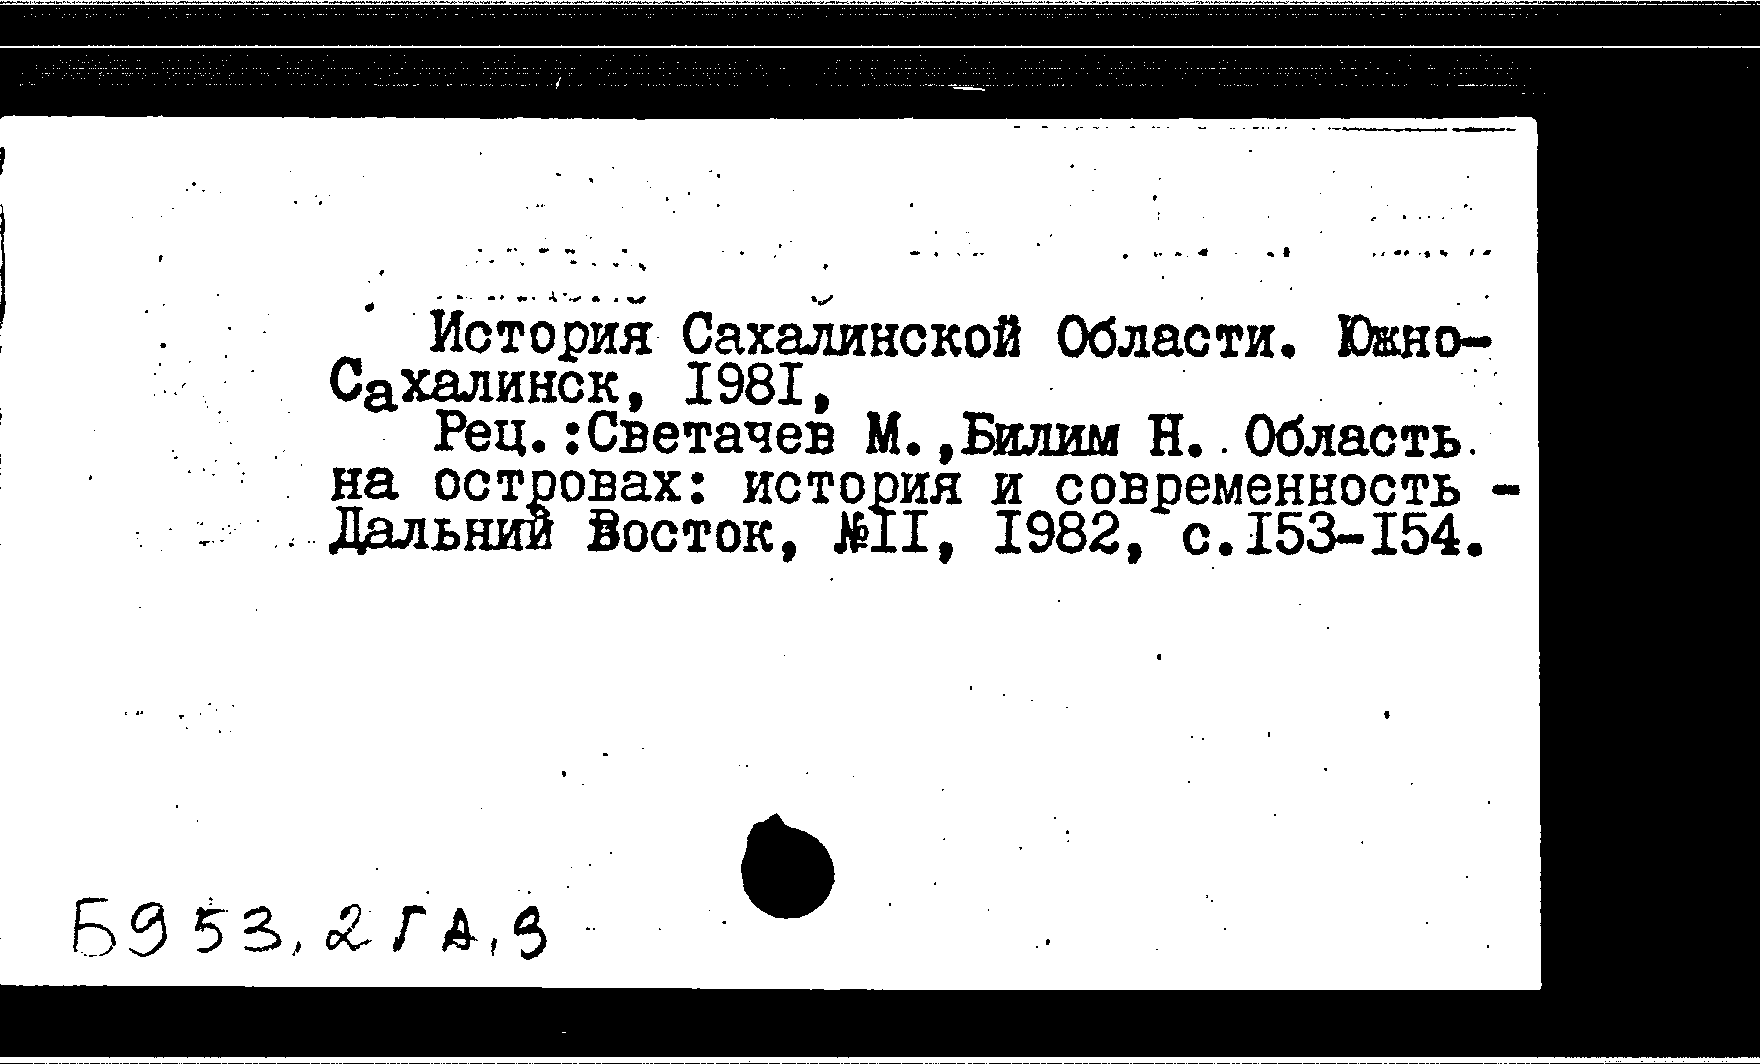 История Сахалинской Области. Южно-
Сахалинск, 1981,
Рец.:Светачев М.,Билим Н. Область
на островах: история и современность -
Дальний Восток, №11, 1982, с.153-154.
Б953,2ГА,9